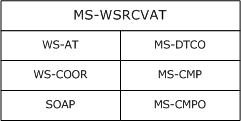 MS-WSRCVAT
WS-AT MS-DTCO
WS-COOR MS-CMP
SOAP MS-CMPO